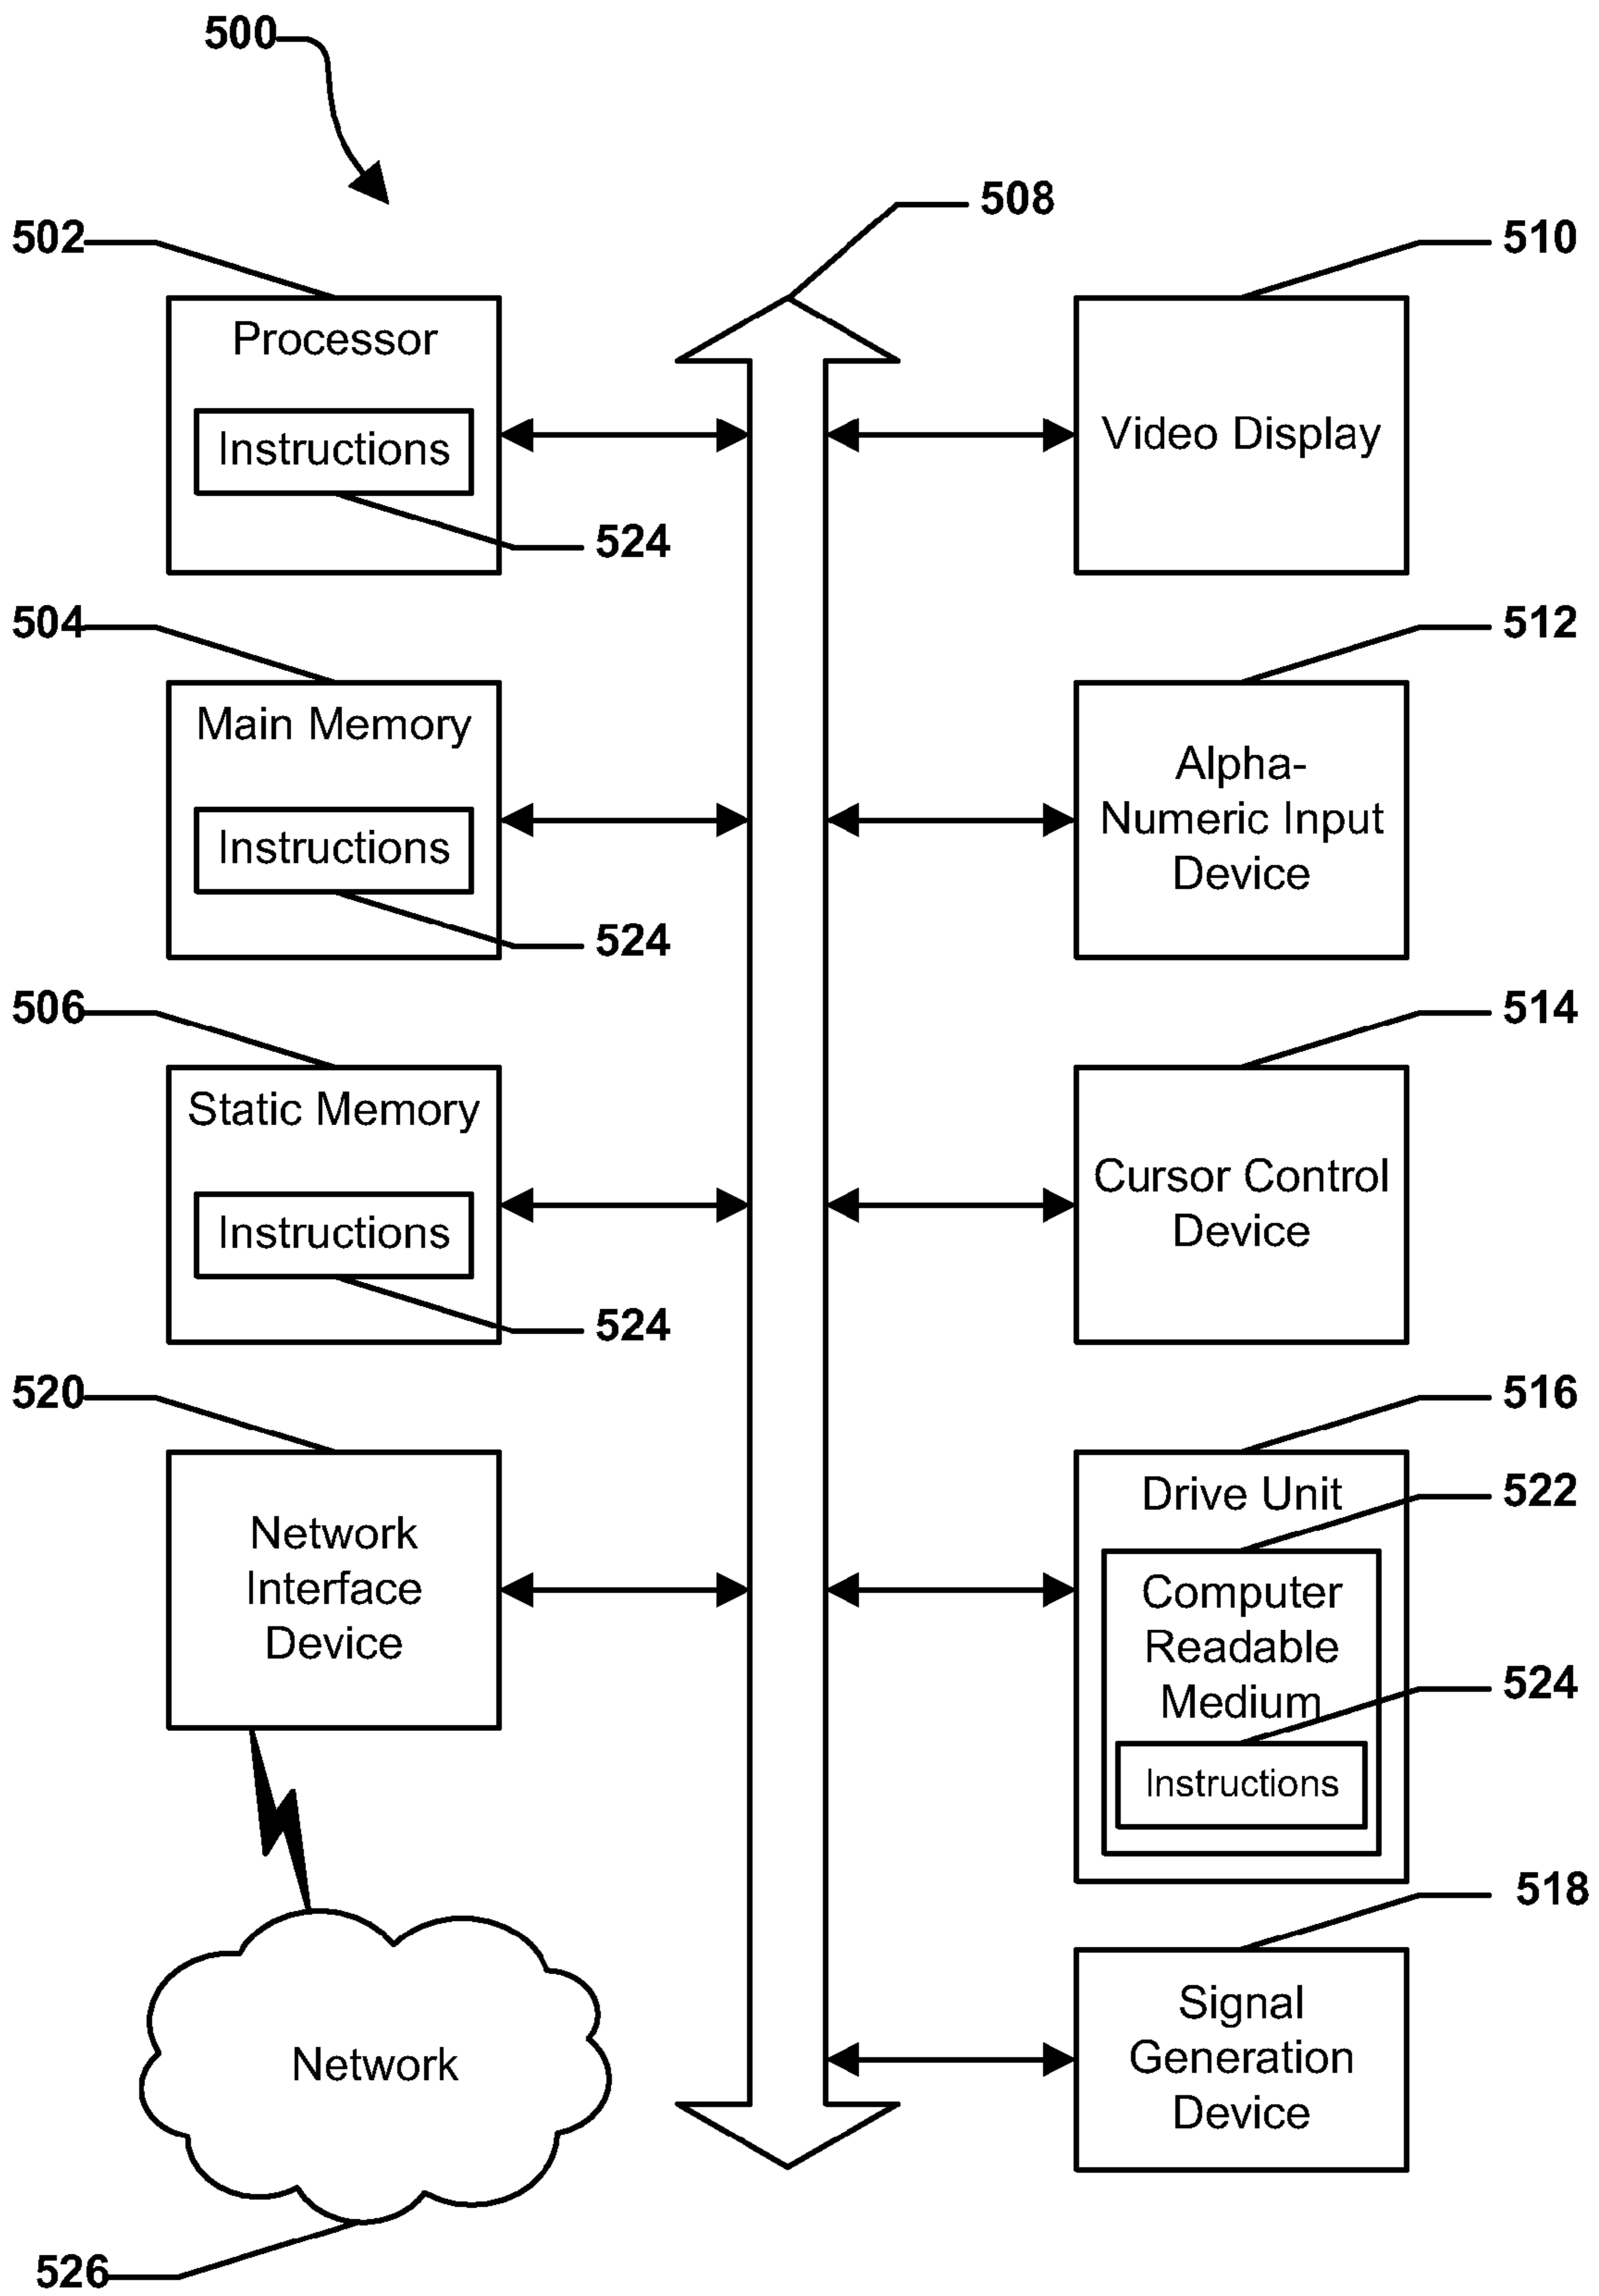 500
508
502
510
Processor
Instructions
Video Display
524
504
512
Main Memory
Alpha-
Numeric Input
Device
Instructions
524
506
514
Static Memory
Cursor Control
Device
Instructions
524
520
516
Drive Unit
522
Network
Interface
Device
Computer
Readable
Medium
524
Instructions
518
Signal
Generation
Device
Network
526